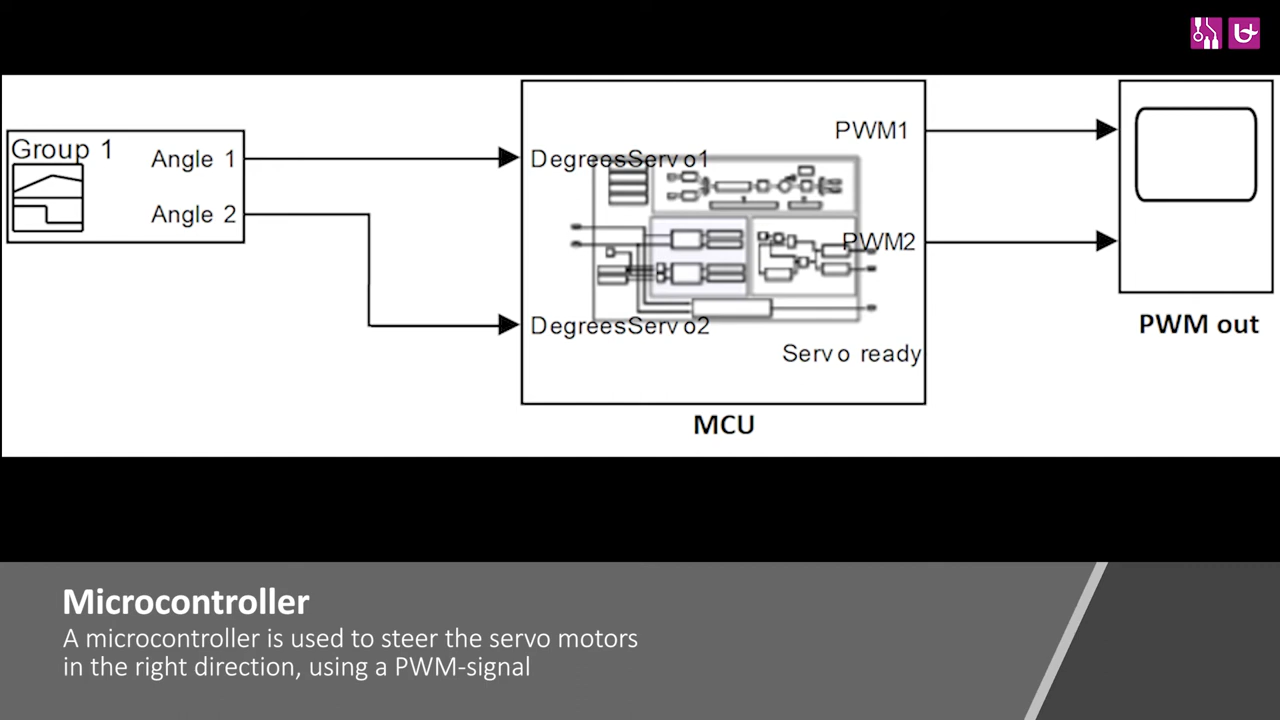 Group 1
Angle 1
Angle 2
DegreesServo1
DegreesServo2
PWM1
PWM2
Servo ready
MCU
PWM out
Microcontroller
A microcontroller is used to steer the servo motors
in the right direction, using a PWM-signal